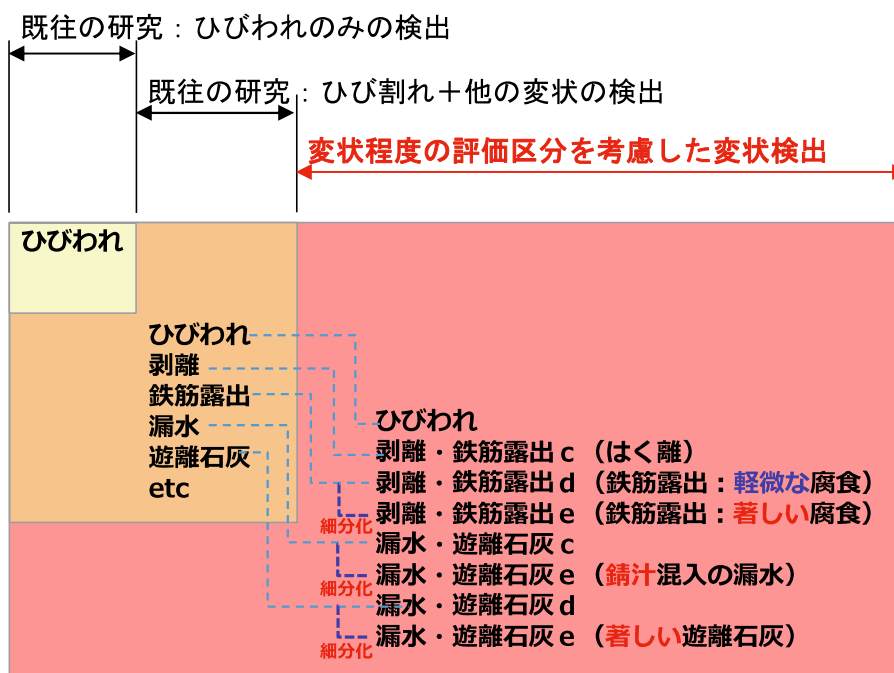 既往の研究：ひびわれのみの検出
既往の研究：ひび割れ＋他の変状の検出
変状程度の評価区分を考慮した変状検出
ひびわれ
ひびわれ
剥離
鉄筋露出
漏水
遊離石灰
etc
ひびわれ
剥離・鉄筋露出ｃ（はく離）
剥離・鉄筋露出ｄ（鉄筋露出：軽微な腐食）
剥離・鉄筋露出ｅ（鉄筋露出：著しい腐食）
細分化
漏水・遊離石灰ｃ
漏水・遊離石灰ｅ（錆汁混入の漏水）
細分化
漏水・遊離石灰ｄ
漏水・遊離石灰ｅ（著しい遊離石灰）
細分化